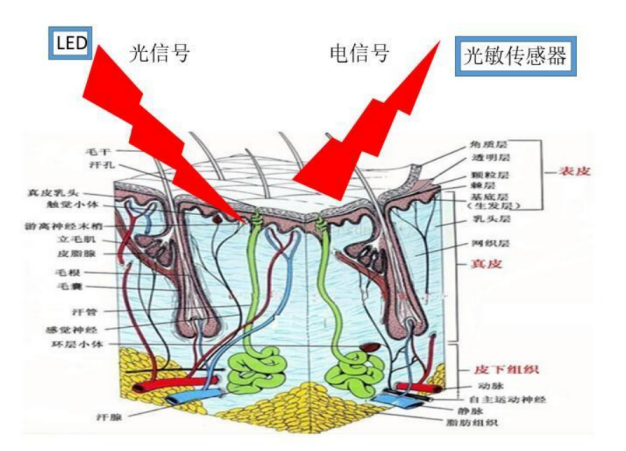 LED
光信号
电信号
光敏传感器
毛干
汗孔
真皮乳头
触觉小体
游离神经末梢
立毛肌
皮脂腺
毛根
毛囊
汗管
感觉神经
环层小体
汗腺
角质层
透明层
颗粒层
棘层
基底层
(生发层)
表皮
乳头层
网织层
真皮
皮下组织
动脉
自主运动神经
静脉
脂肪组织